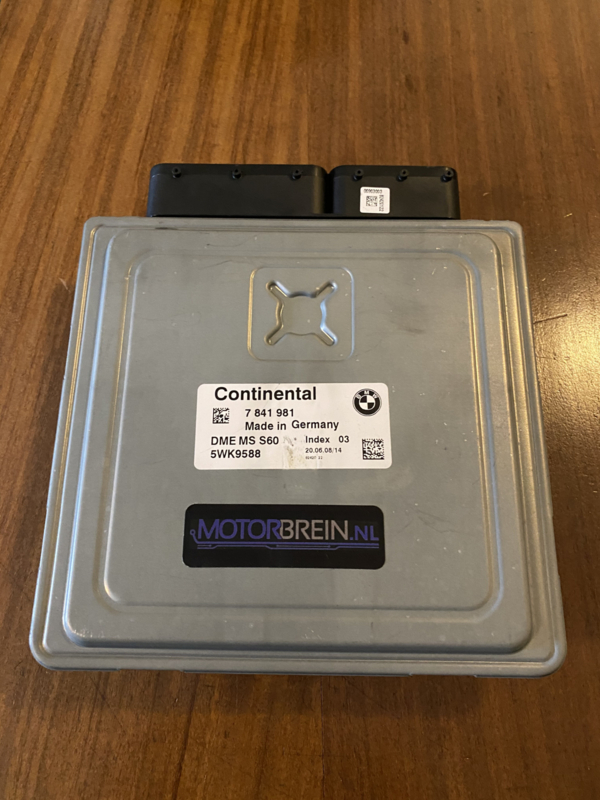 Continental
BMW
7 841 981
Made in Germany
DME MS S60
Index 03
5WK9588
20.06.08/14
MOTORBREIN.NL